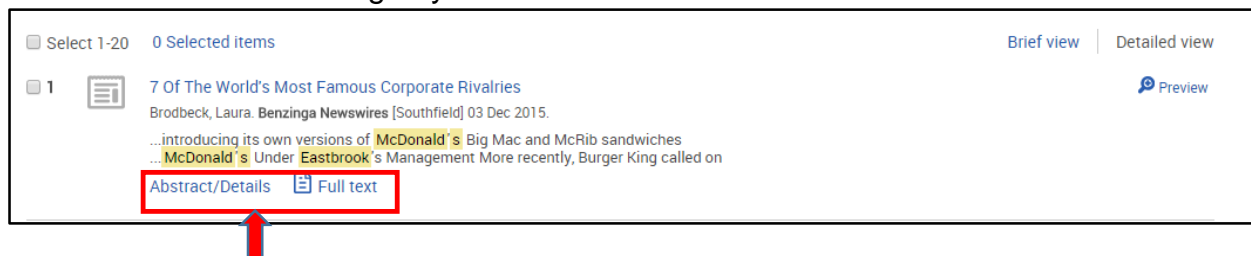 Select 1-20 0 Selected items Brief view Detailed view
1 7 Of The World's Most Famous Corporate Rivalries Preview
Brodbeck, Laura. Benzinga Newswires [Southfield] 03 Dec 2015.
...introducing its own versions of McDonald´s Big Mac and McRib sandwiches
...McDonald´s Under Eastbrook´s Management More recently, Burger King called on
Abstract/Details Full text